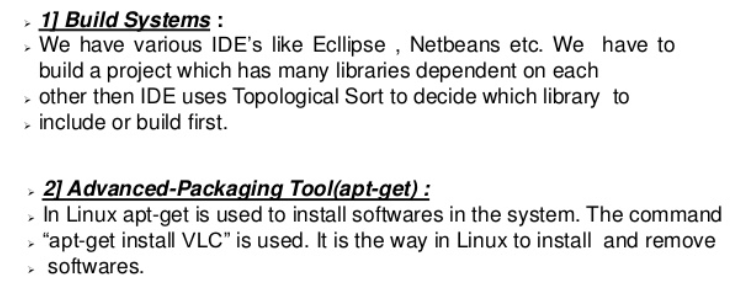 ➢ 1] Build Systems :
➢ We have various IDE's like Ecllipse , Netbeans etc. We have to
build a project which has many libraries dependent on each
➢ other then IDE uses Topological Sort to decide which library to
➢ include or build first.
➢ 2] Advanced-Packaging Tool(apt-get) :
➢ In Linux apt-get is used to install softwares in the system. The command
➢ “apt-get install VLC” is used. It is the way in Linux to install and remove
➢ softwares.